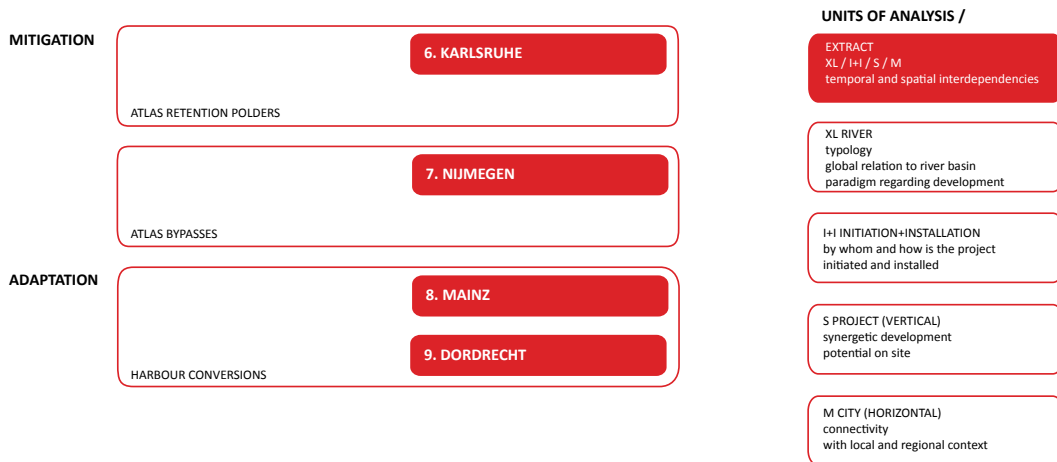 MITIGATION
6. KARLSRUHE
ATLAS RETENTION POLDERS
7. NIJMEGEN
ATLAS BYPASSES
ADAPTATION
8. MAINZ
9. DORDRECHT
HARBOUR CONVERSIONS
UNITS OF ANALYSIS /
EXTRACT
XL / I+I / S / M
temporal and spatial interdependencies
XL RIVER
typology
global relation to river basin
paradigm regarding development
I+I INITIATION+INSTALLATION
by whom and how is the project
initiated and installed
S PROJECT (VERTICAL)
synergetic development
potential on site
M CITY (HORIZONTAL)
connectivity
with local and regional context